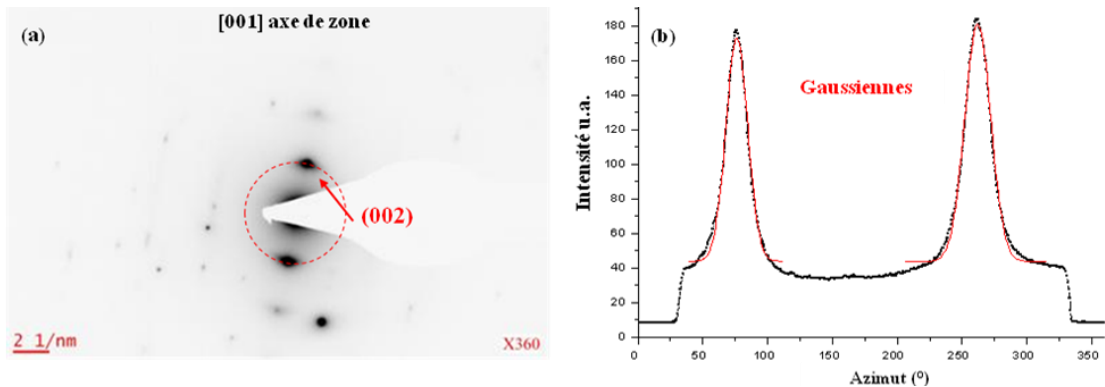 [001] axe de zone
(a)
(002)
2 1/nm
X360
(b)
Gaussiennes
Intensité u.a.
180
160
140
120
100
80
60
40
20
0
0 50 100 150 200 250 300 350
Azimut (º)